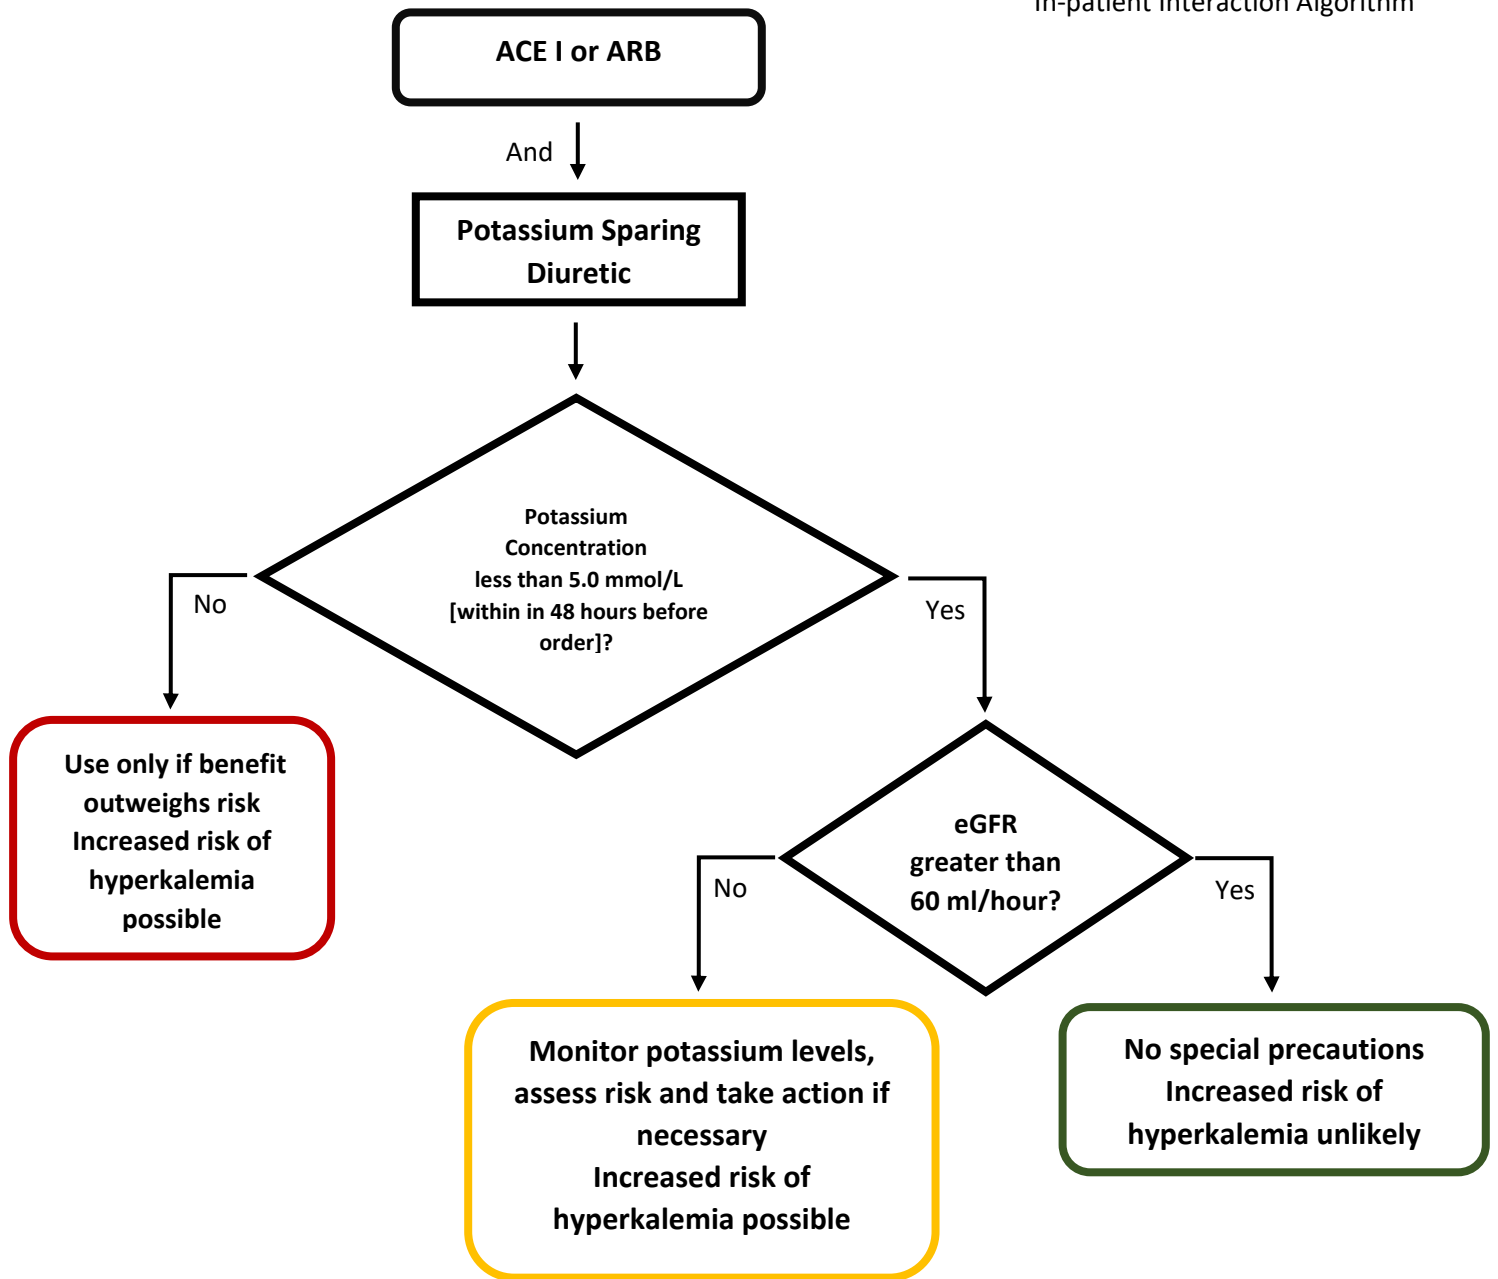 In-patient Interaction Algorithm
ACE I or ARB
And
Potassium Sparing
Diuretic
Potassium
Concentration
less than 5.0 mmol/L
[within in 48 hours before
order]?
No
Yes
Use only if benefit
outweighs risk
Increased risk of
hyperkalemia
possible
eGFR
greater than
60 ml/hour?
No
Yes
Monitor potassium levels,
assess risk and take action if
necessary
Increased risk of
hyperkalemia possible
No special precautions
Increased risk of
hyperkalemia unlikely